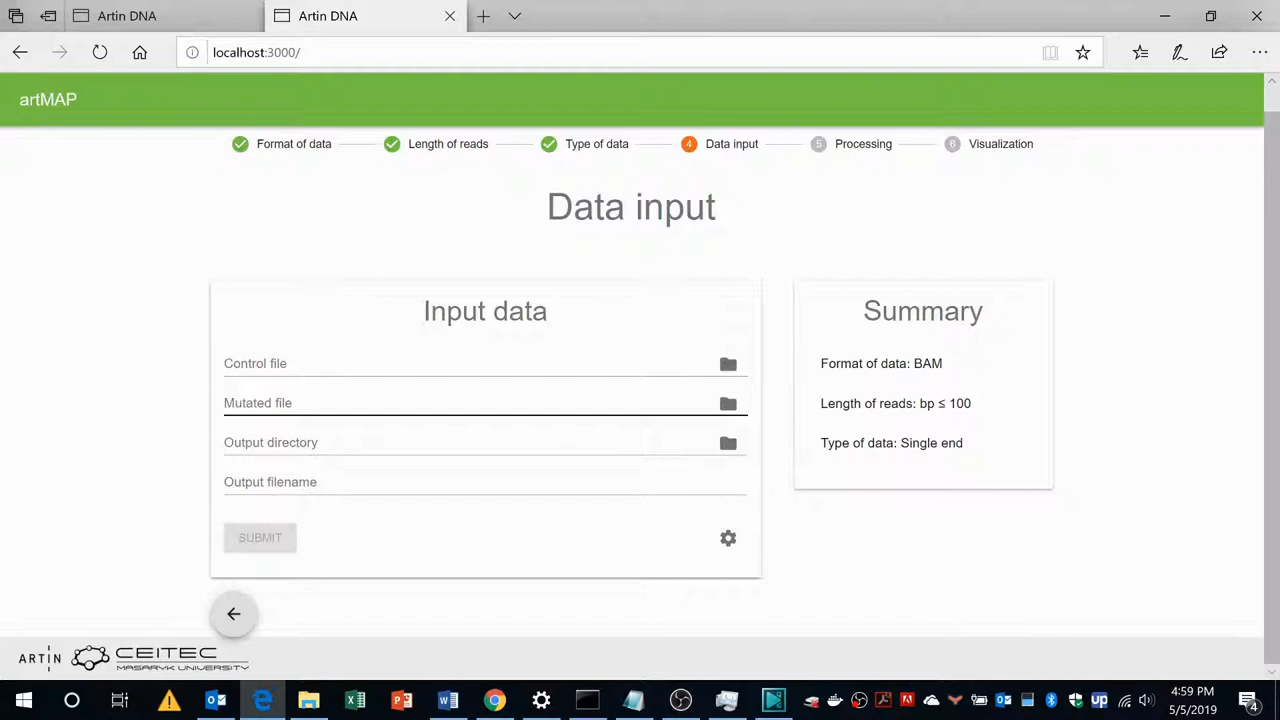 Artin DNA
Artin DNA
localhost:3000/
artMAP
Format of data
Length of reads
Type of data
4 Data input
5 Processing
6 Visualization
Data input
Input data
Control file
Mutated file
Output directory
Output filename
SUBMIT
Summary
Format of data: BAM
Length of reads: bp ≤ 100
Type of data: Single end
ARTIN
CEITEC
MASARYK UNIVERSITY
up
4:59 PM
5/5/2019
4